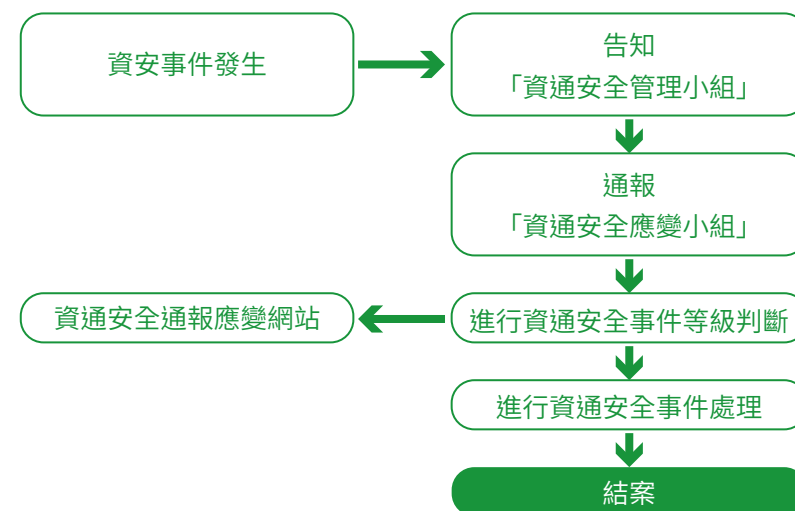 資安事件發生
告知
「資通安全管理小組」
通報
「資通安全應變小組」
進行資通安全事件等級判斷
資通安全通報應變網站
進行資通安全事件處理
結案